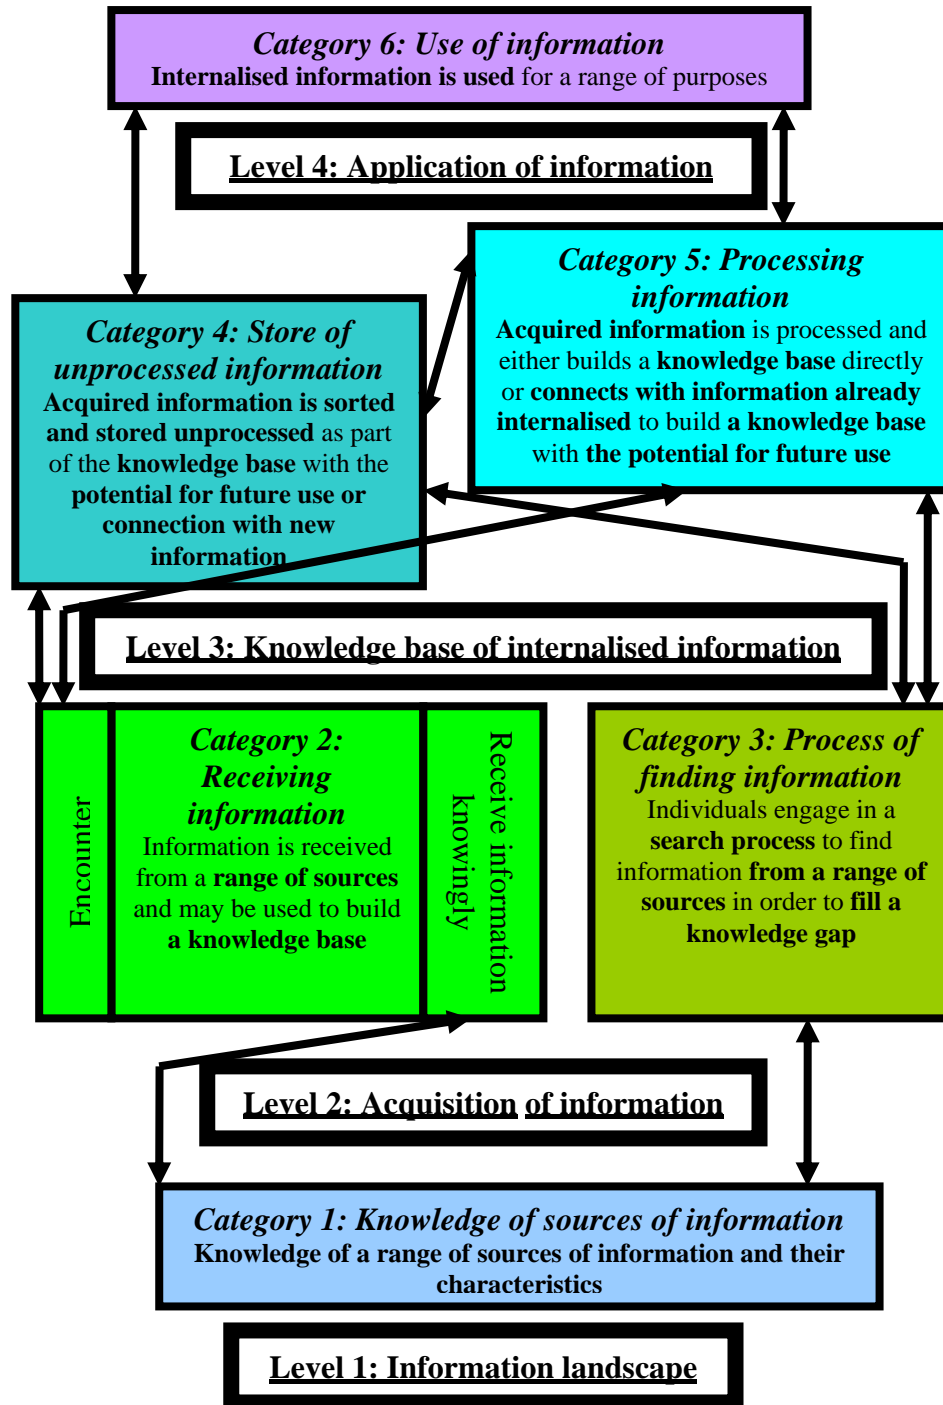 Category 6: Use of information
Internalised information is used for a range of purposes
Level 4: Application of information
Category 5: Processing
information
Acquired information is processed and
either builds a knowledge base directly
or connects with information already
internalised to build a knowledge base
with the potential for future use
Category 4: Store of
unprocessed information
Acquired information is sorted
and stored unprocessed as part
of the knowledge base with the
potential for future use or
connection with new
information
Level 3: Knowledge base of internalised information
Encounter
Category 2:
Receiving
information
Information is received
from a range of sources
and may be used to build
a knowledge base
Receive information
knowingly
Category 3: Process of
finding information
Individuals engage in a
search process to find
information from a range of
sources in order to fill a
knowledge gap
Level 2: Acquisition of information
Category 1: Knowledge of sources of information
Knowledge of a range of sources of information and their
characteristics
Level 1: Information landscape